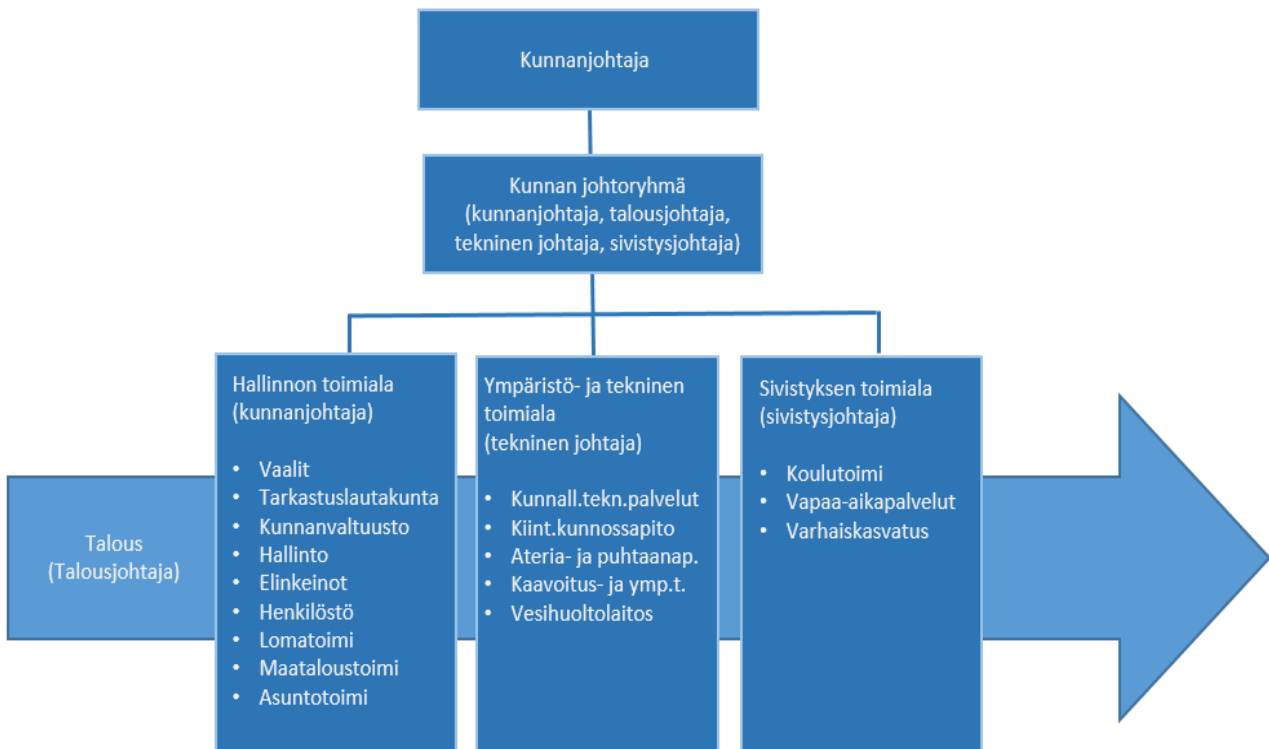 Kunnanjohtaja
Kunnan johtoryhmä
(kunnanjohtaja, talousjohtaja,
tekninen johtaja, sivistysjohtaja)
Hallinnon toimiala
(kunnanjohtaja)
• Vaalit
• Tarkastuslautakunta
• Kunnanvaltuusto
• Hallinto
• Elinkeinot
• Henkilöstö
• Lomatoimi
• Maataloustoimi
• Asuntotoimi
Ympäristö- ja tekninen
toimiala
(tekninen johtaja)
• Kunnall.tekn.palvelut
• Kiint.kunnossapito
• Ateria- ja puhtaanap.
• Kaavoitus- ja ymp.t.
• Vesihuoltolaitos
Sivistyksen toimiala
(sivistysjohtaja)
• Koulutoimi
• Vapaa-aikapalvelut
• Varhaiskasvatus
Talous
(Talousjohtaja)